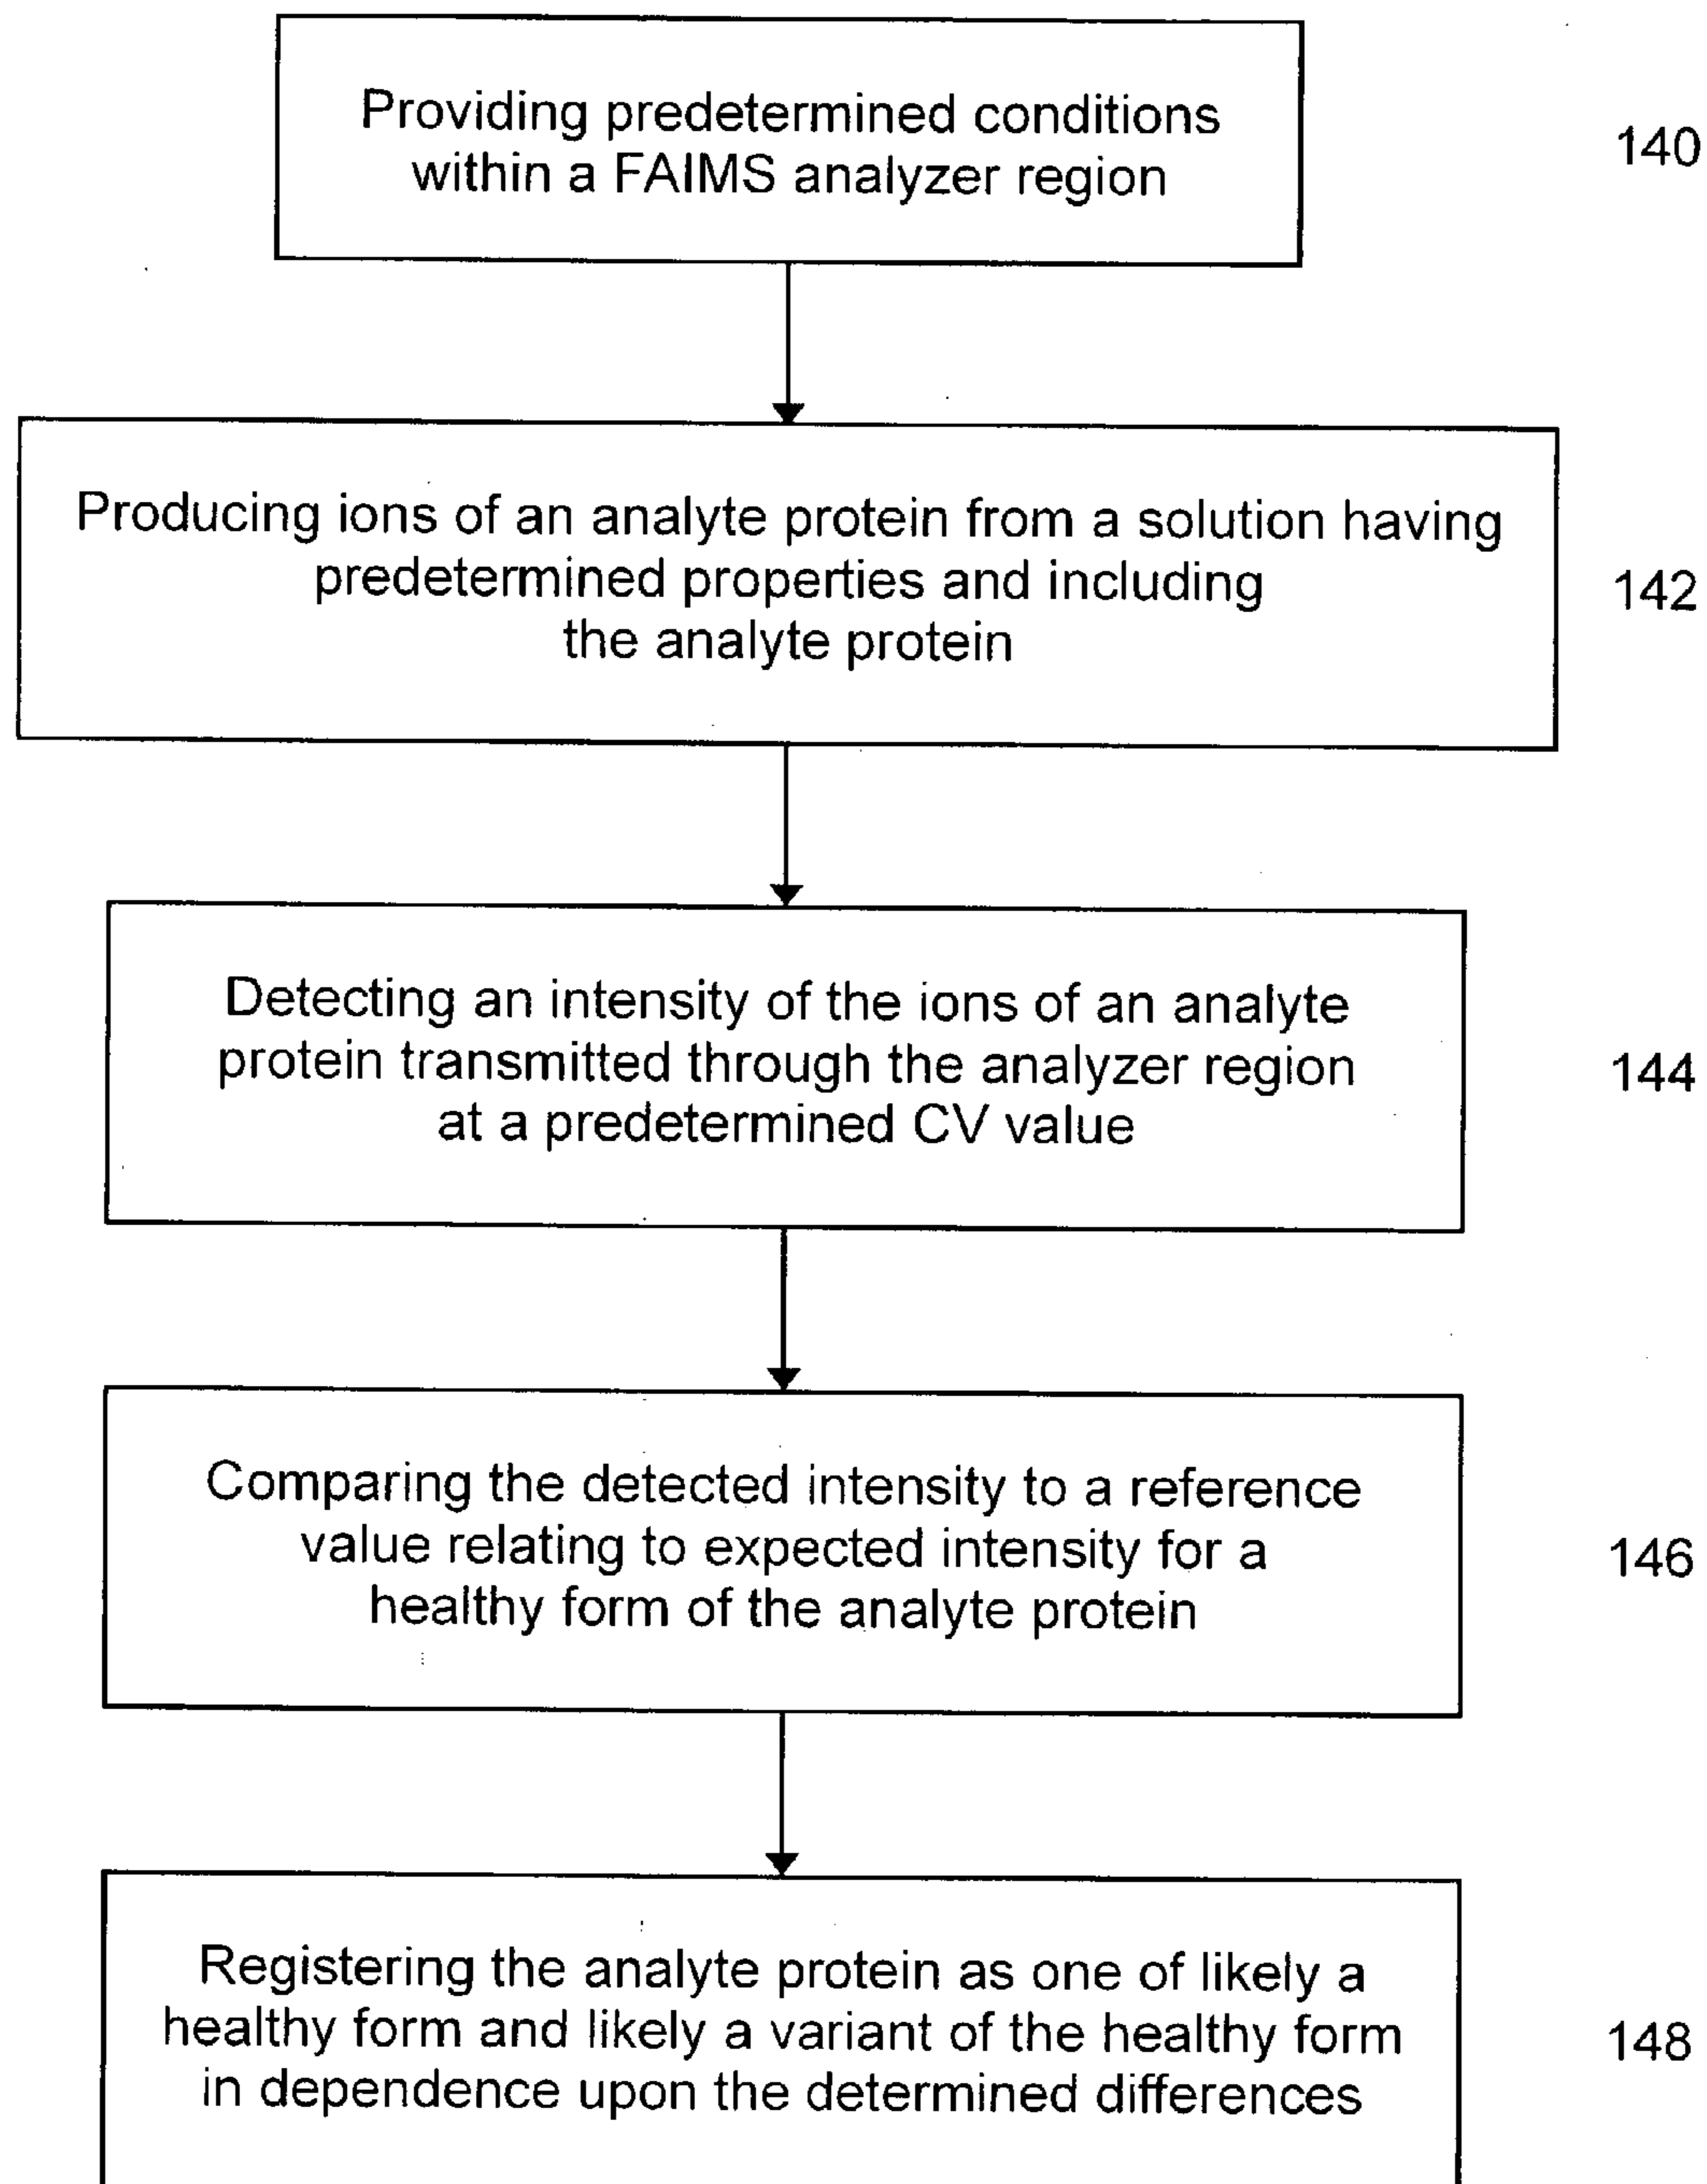 Providing predetermined conditions
within a FAIMS analyzer region
140
Producing ions of an analyte protein from a solution having
predetermined properties and including
the analyte protein
142
Detecting an intensity of the ions of an analyte
protein transmitted through the analyzer region
at a predetermined CV value
144
Comparing the detected intensity to a reference
value relating to expected intensity for a
healthy form of the analyte protein
146
Registering the analyte protein as one of likely a
healthy form and likely a variant of the healthy form
in dependence upon the determined differences
148